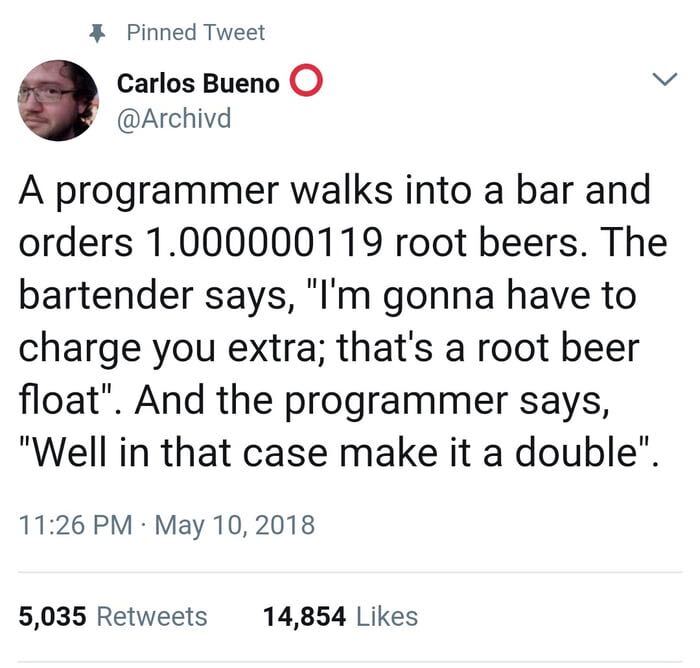 Pinned Tweet
Carlos Bueno
@Archivd
A programmer walks into a bar and
orders 1.000000119 root beers. The
bartender says, "I'm gonna have to
charge you extra; that's a root beer
float". And the programmer says,
"Well in that case make it a double".
11:26 PM · May 10, 2018
5,035 Retweets 14,854 Likes